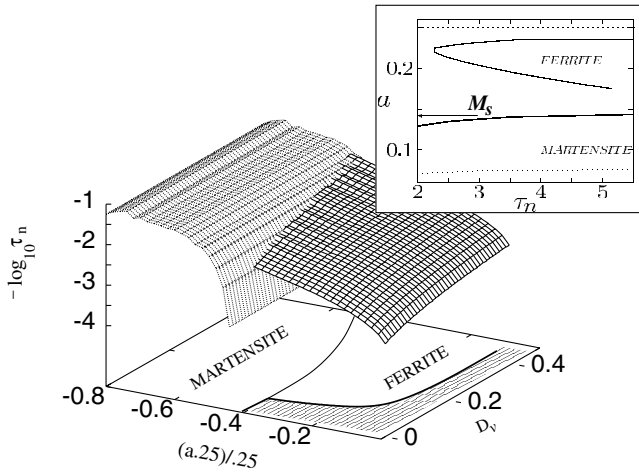 0.2
a
0.1
FERRITE
M_s
MARTENSITE
2 3 4 5
τ_n
-1
-2
-3
-4
- log_10 τ_n
MARTENSITE
FERRITE
-0.8
-0.6
-0.4
-0.2
0
0.2
0.4
D_v
(a.25)/.25